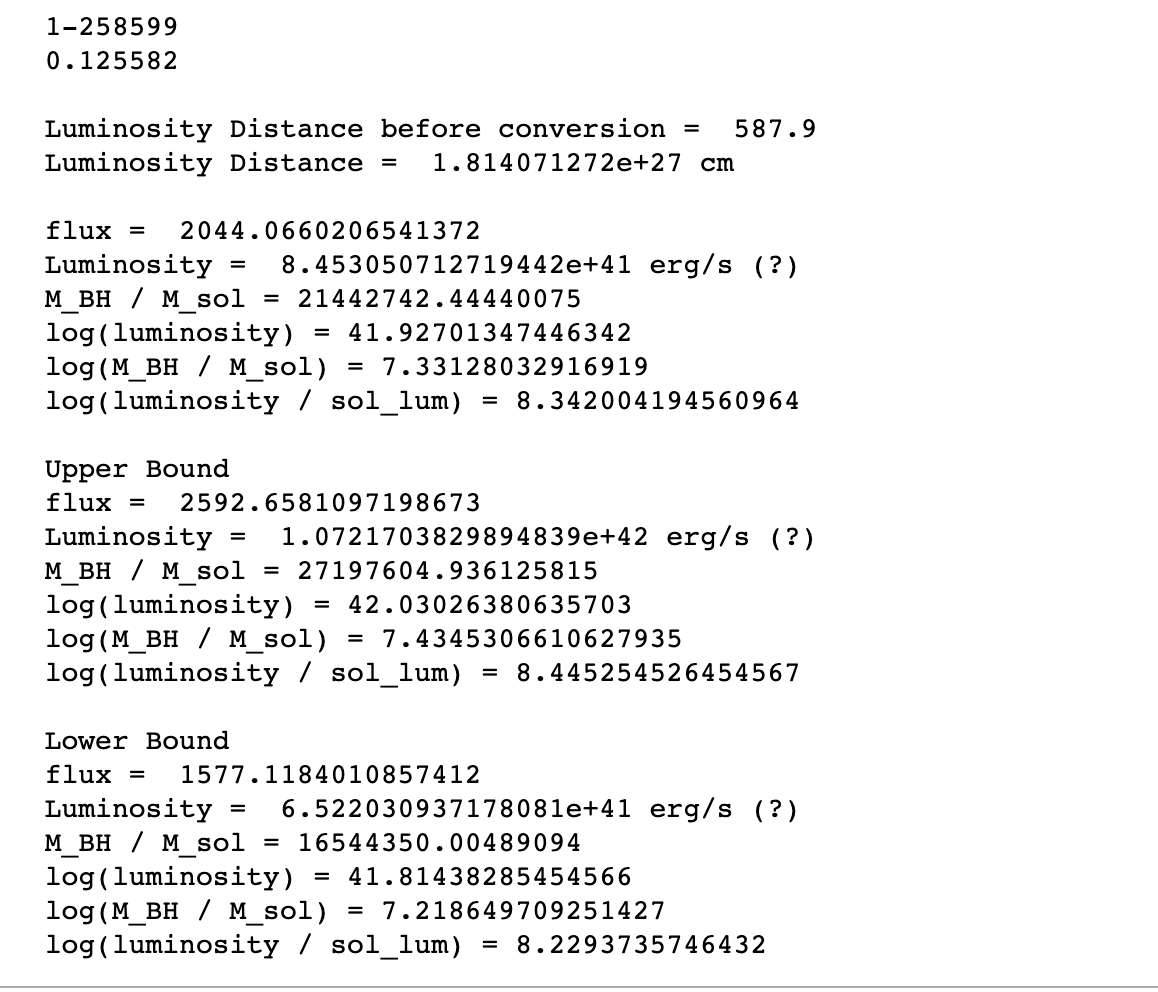 1-258599
0.125582
Luminosity Distance before conversion =  587.9
Luminosity Distance =  1.814071272e+27 cm
flux =  2044.0660206541372
Luminosity =  8.453050712719442e+41 erg/s (?)
M_BH / M_sol = 21442742.44440075
log(luminosity) = 41.92701347446342
log(M_BH / M_sol) = 7.33128032916919
log(luminosity / sol_lum) = 8.342004194560964
Upper Bound
flux =  2592.6581097198673
Luminosity =  1.0721703829894839e+42 erg/s (?)
M_BH / M_sol = 27197604.936125815
log(luminosity) = 42.03026380635703
log(M_BH / M_sol) = 7.4345306610627935
log(luminosity / sol_lum) = 8.445254526454567
Lower Bound
flux =  1577.1184010857412
Luminosity =  6.522030937178081e+41 erg/s (?)
M_BH / M_sol = 16544350.00489094
log(luminosity) = 41.81438285454566
log(M_BH / M_sol) = 7.218649709251427
log(luminosity / sol_lum) = 8.2293735746432